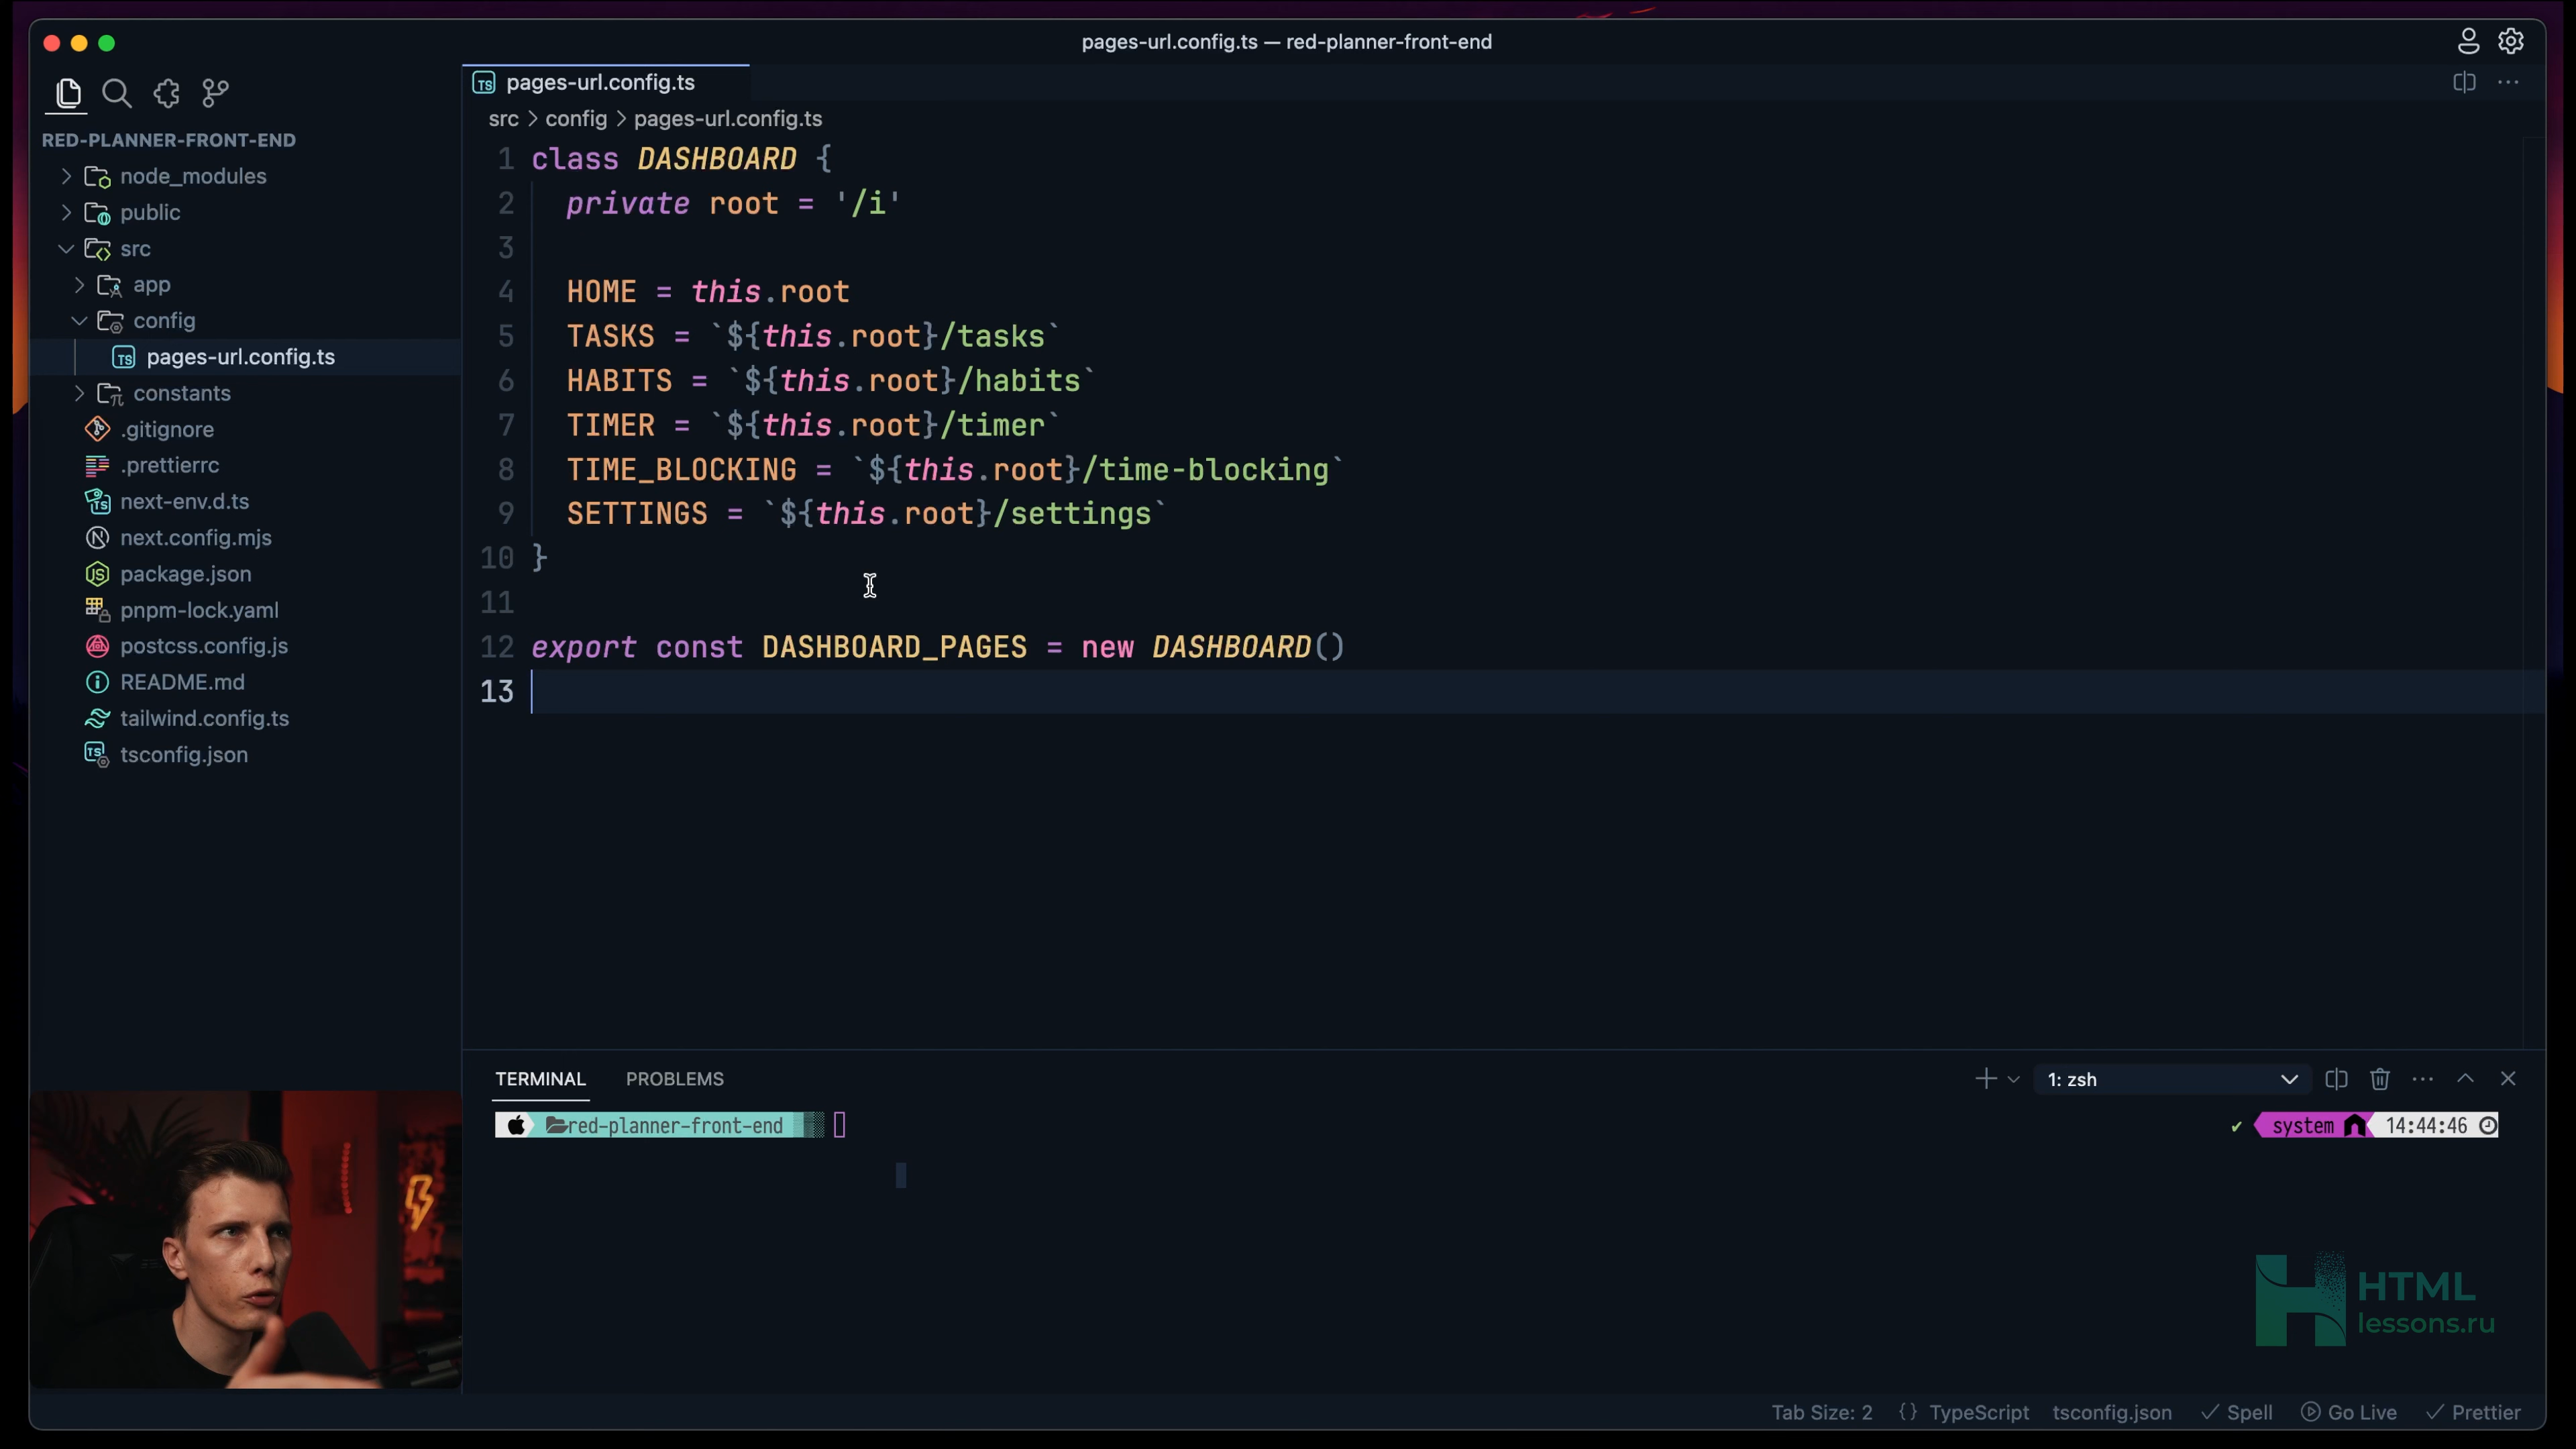 pages-url.config.ts — red-planner-front-end
RED-PLANNER-FRONT-END
node_modules
public
src
app
config
pages-url.config.ts
constants
.gitignore
.prettierrc
next-env.d.ts
next.config.mjs
package.json
pnpm-lock.yaml
postcss.config.js
README.md
tailwind.config.ts
tsconfig.json
pages-url.config.ts
src > config > pages-url.config.ts
1 class DASHBOARD {
2 private root = '/i'
3
4 HOME = this.root
5 TASKS = `${this.root}/tasks`
6 HABITS = `${this.root}/habits`
7 TIMER = `${this.root}/timer`
8 TIME_BLOCKING = `${this.root}/time-blocking`
9 SETTINGS = `${this.root}/settings`
10 }
11
12 export const DASHBOARD_PAGES = new DASHBOARD()
13
TERMINAL PROBLEMS
1: zsh
red-planner-front-end
✔ system 14:44:46
HTML
lessons.ru
Tab Size: 2 {} TypeScript tsconfig.json ✓ Spell Go Live ✓ Prettier